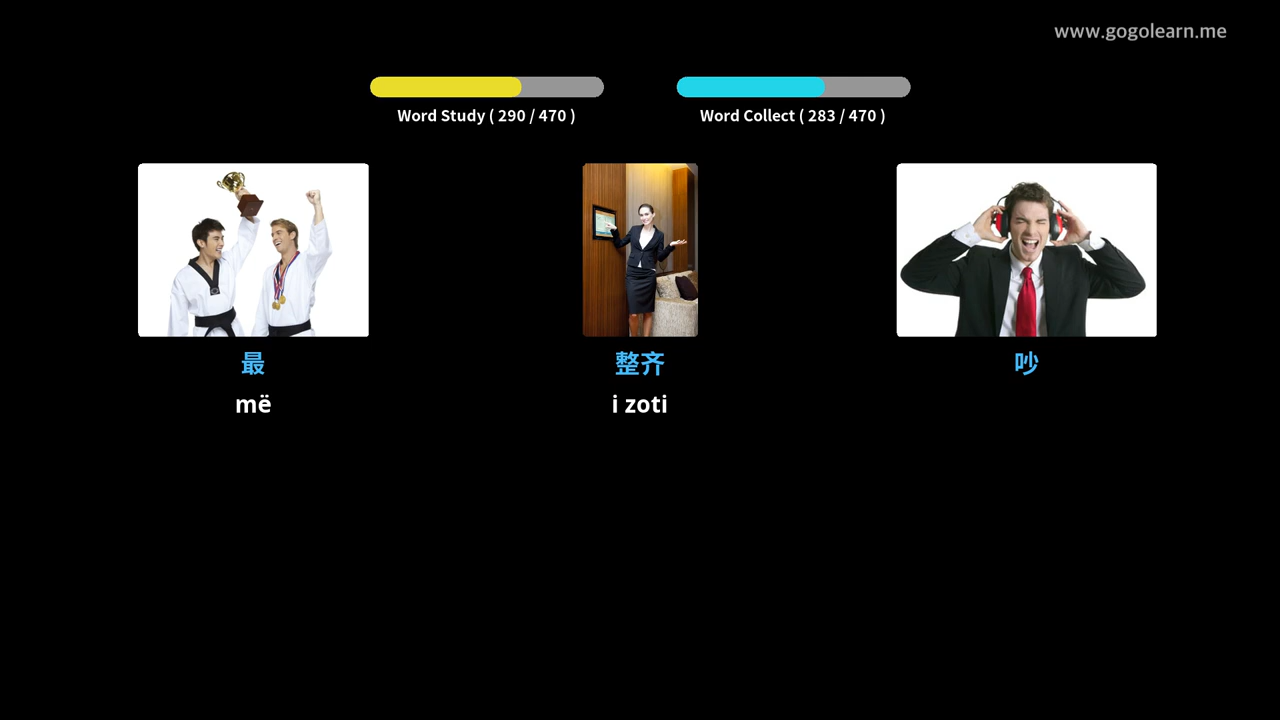 www.gogolearn.me
Word Study ( 290 / 470 )
Word Collect ( 283 / 470 )
最
整齐
吵
më
i zoti